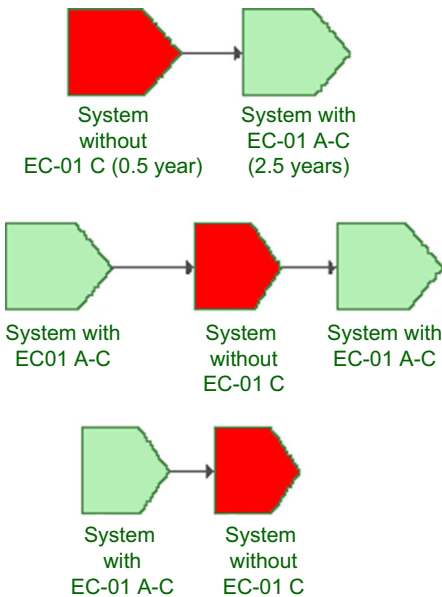 System
without
EC-01 C (0.5 year)
System with
EC-01 A-C
(2.5 years)
System with
EC01 A-C
System
without
EC-01 C
System with
EC-01 A-C
System
with
EC-01 A-C
System
without
EC-01 C